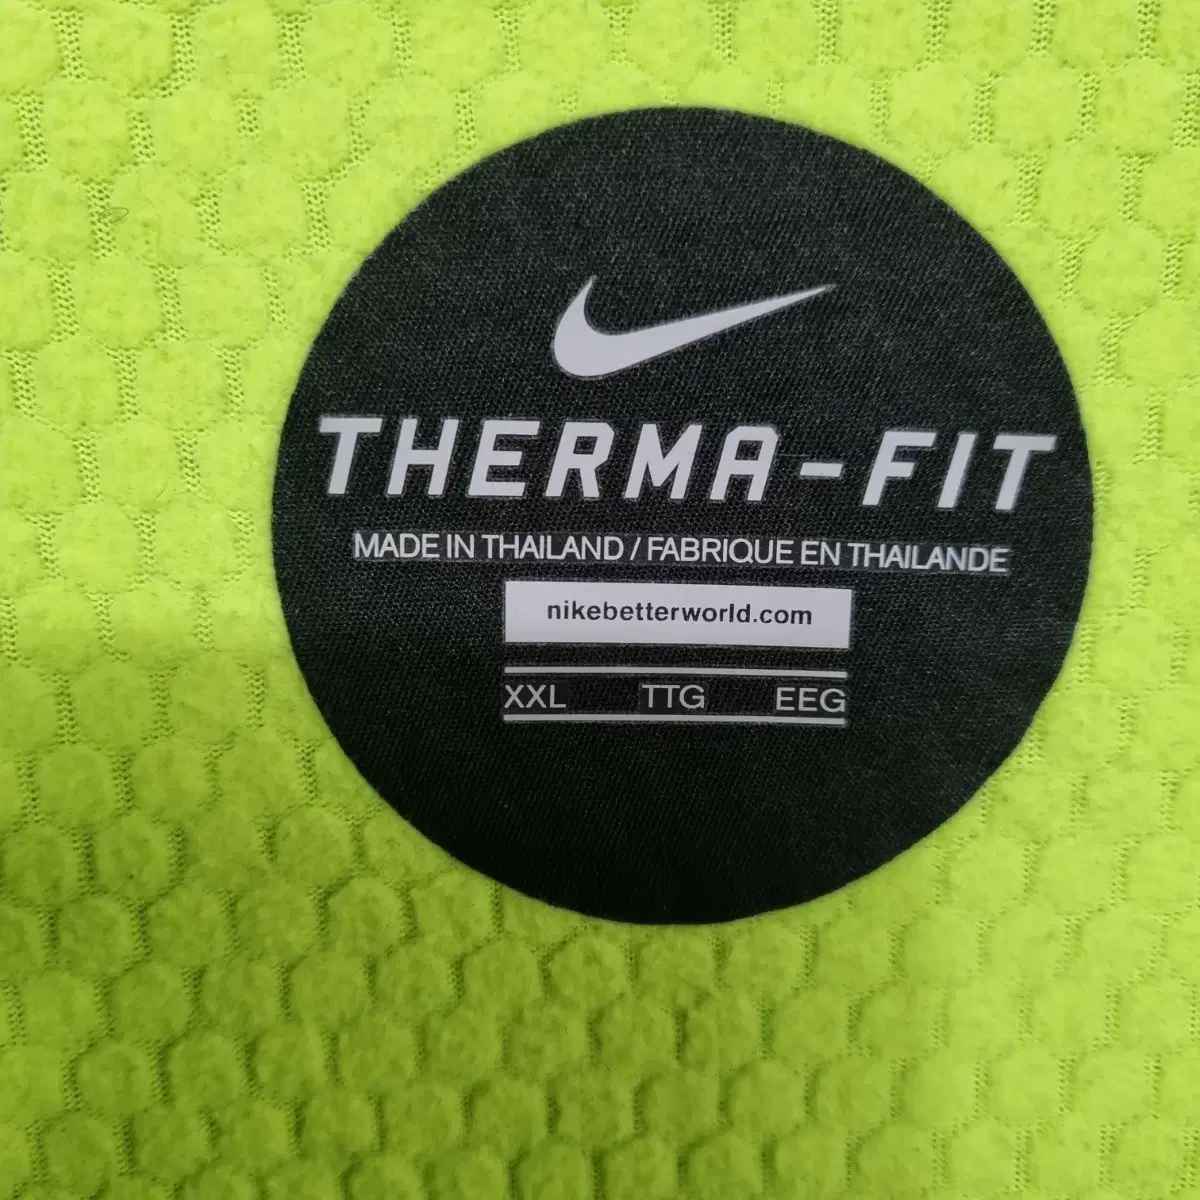 THERMA-FIT
MADE IN THAILAND / FABRIQUE EN THAILANDE
nikebetterworld.com
XXL TTG EEG